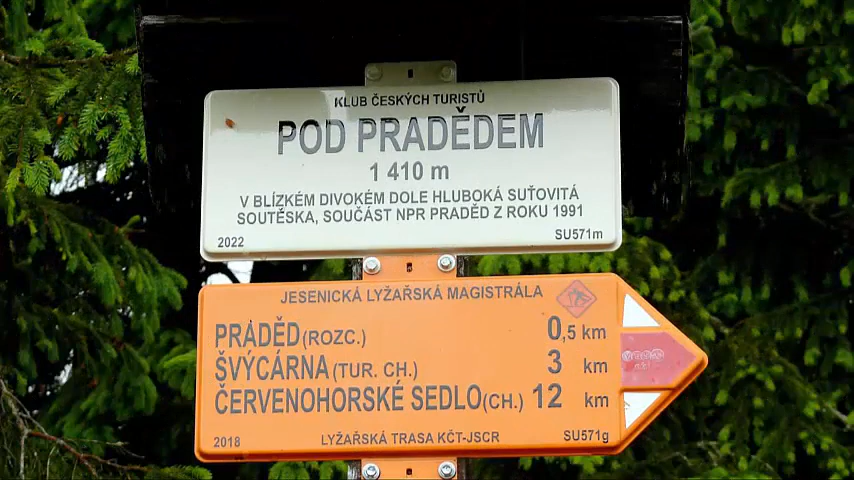 KLUB ČESKÝCH TURISTŮ
POD PRADĚDEM
1 410 m
V BLÍZKÉM DIVOKÉM DOLE HLUBOKÁ SUŤOVITÁ
SOUTĚSKA, SOUČÁST NPR PRADĚD Z ROKU 1991
2022 SU571m
JESENICKÁ LYŽAŘSKÁ MAGISTRÁLA
PRADĚD (ROZC.) 0,5 km
ŠVÝCÁRNA (TUR. CH.) 3 km
ČERVENOHORSKÉ SEDLO (CH.) 12 km
2018 LYŽAŘSKÁ TRASA KČT-JSCR SU571g